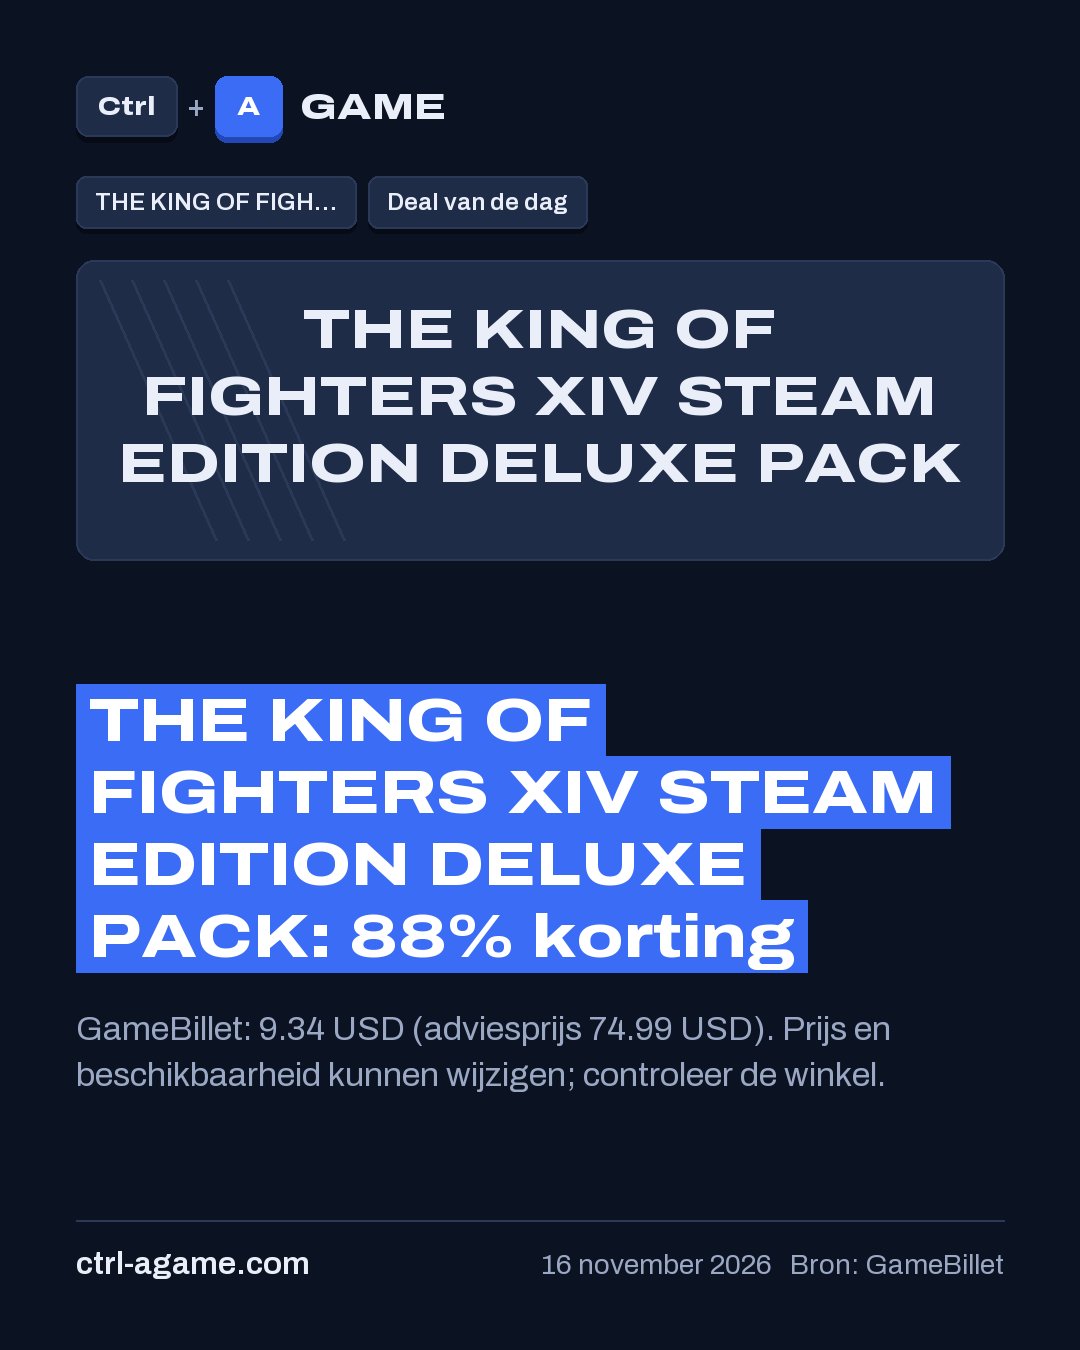 Ctrl + A GAME
THE KING OF FIGH... Deal van de dag
THE KING OF
FIGHTERS XIV STEAM
EDITION DELUXE PACK
THE KING OF
FIGHTERS XIV STEAM
EDITION DELUXE
PACK: 88% korting
GameBillet: 9.34 USD (adviesprijs 74.99 USD). Prijs en
beschikbaarheid kunnen wijzigen; controleer de winkel.
ctrl-agame.com 16 november 2026 Bron: GameBillet